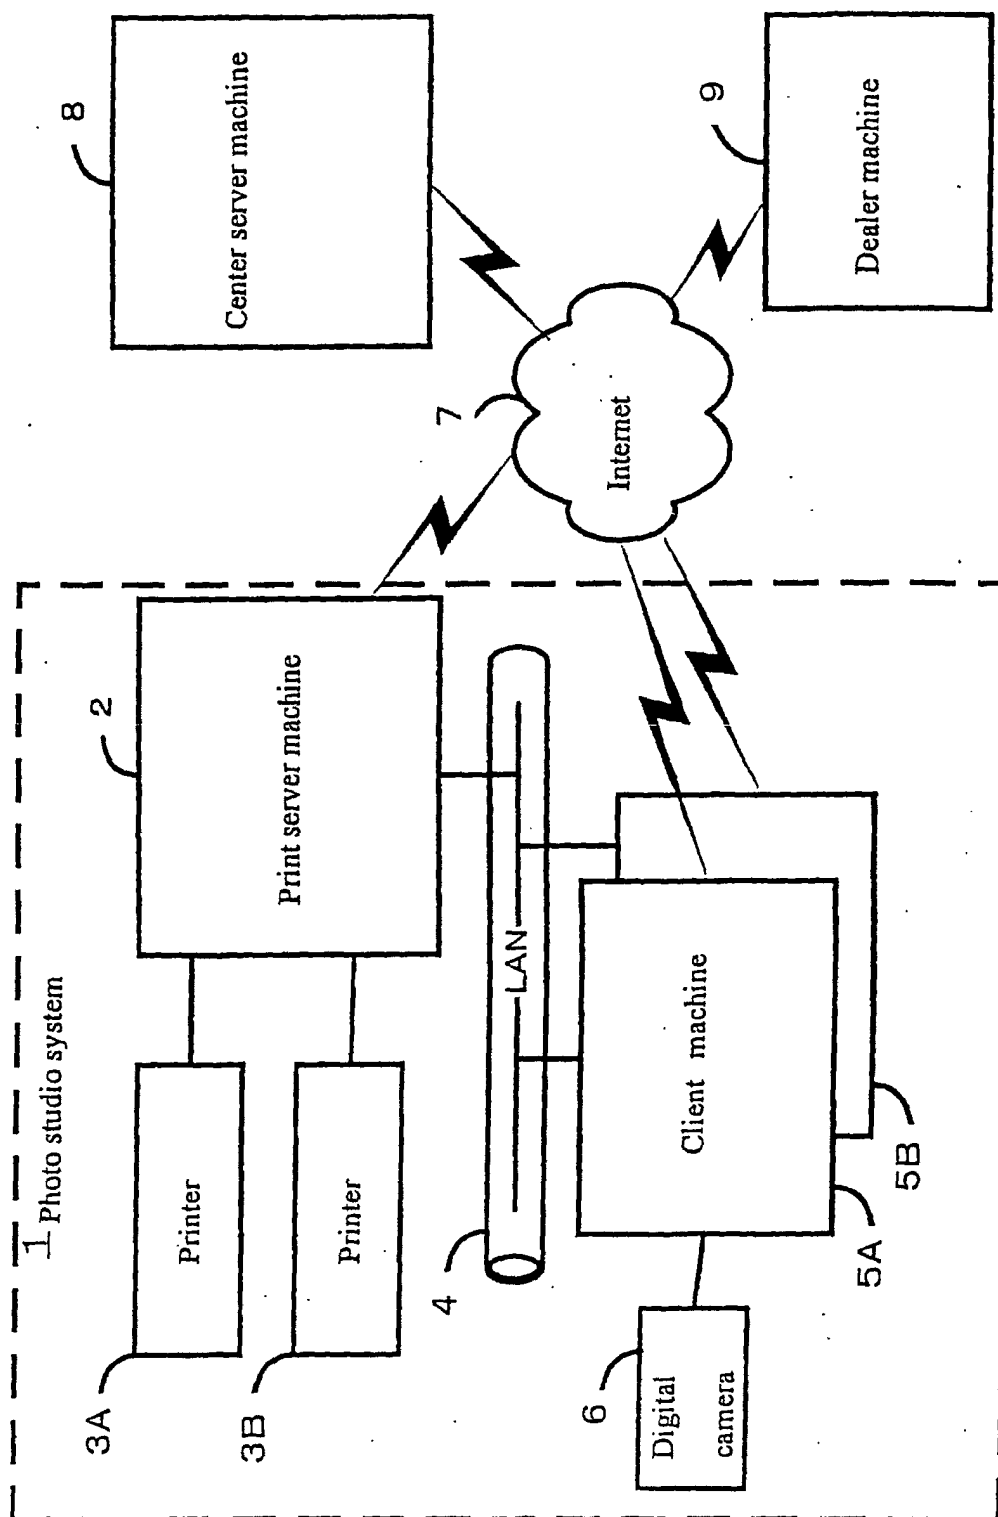 1 Photo studio system
3A
Printer
3B
Printer
2
Print server machine
4
LAN
6
Digital
camera
Client machine
5A
5B
7
Internet
8
Center server machine
9
Dealer machine